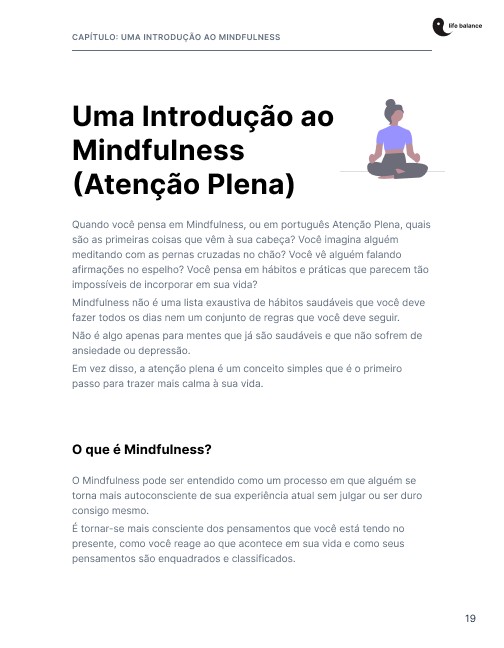 CAPÍTULO: UMA INTRODUÇÃO AO MINDFULNESS
life balance
Uma Introdução ao
Mindfulness
(Atenção Plena)
Quando você pensa em Mindfulness, ou em português Atenção Plena, quais
são as primeiras coisas que vêm à sua cabeça? Você imagina alguém
meditando com as pernas cruzadas no chão? Você vê alguém falando
afirmações no espelho? Você pensa em hábitos e práticas que parecem tão
impossíveis de incorporar em sua vida?
Mindfulness não é uma lista exaustiva de hábitos saudáveis que você deve
fazer todos os dias nem um conjunto de regras que você deve seguir.
Não é algo apenas para mentes que já são saudáveis e que não sofrem de
ansiedade ou depressão.
Em vez disso, a atenção plena é um conceito simples que é o primeiro
passo para trazer mais calma à sua vida.
O que é Mindfulness?
O Mindfulness pode ser entendido como um processo em que alguém se
torna mais autoconsciente de sua experiência atual sem julgar ou ser duro
consigo mesmo.
É tornar-se mais consciente dos pensamentos que você está tendo no
presente, como você reage ao que acontece em sua vida e como seus
pensamentos são enquadrados e classificados.
19